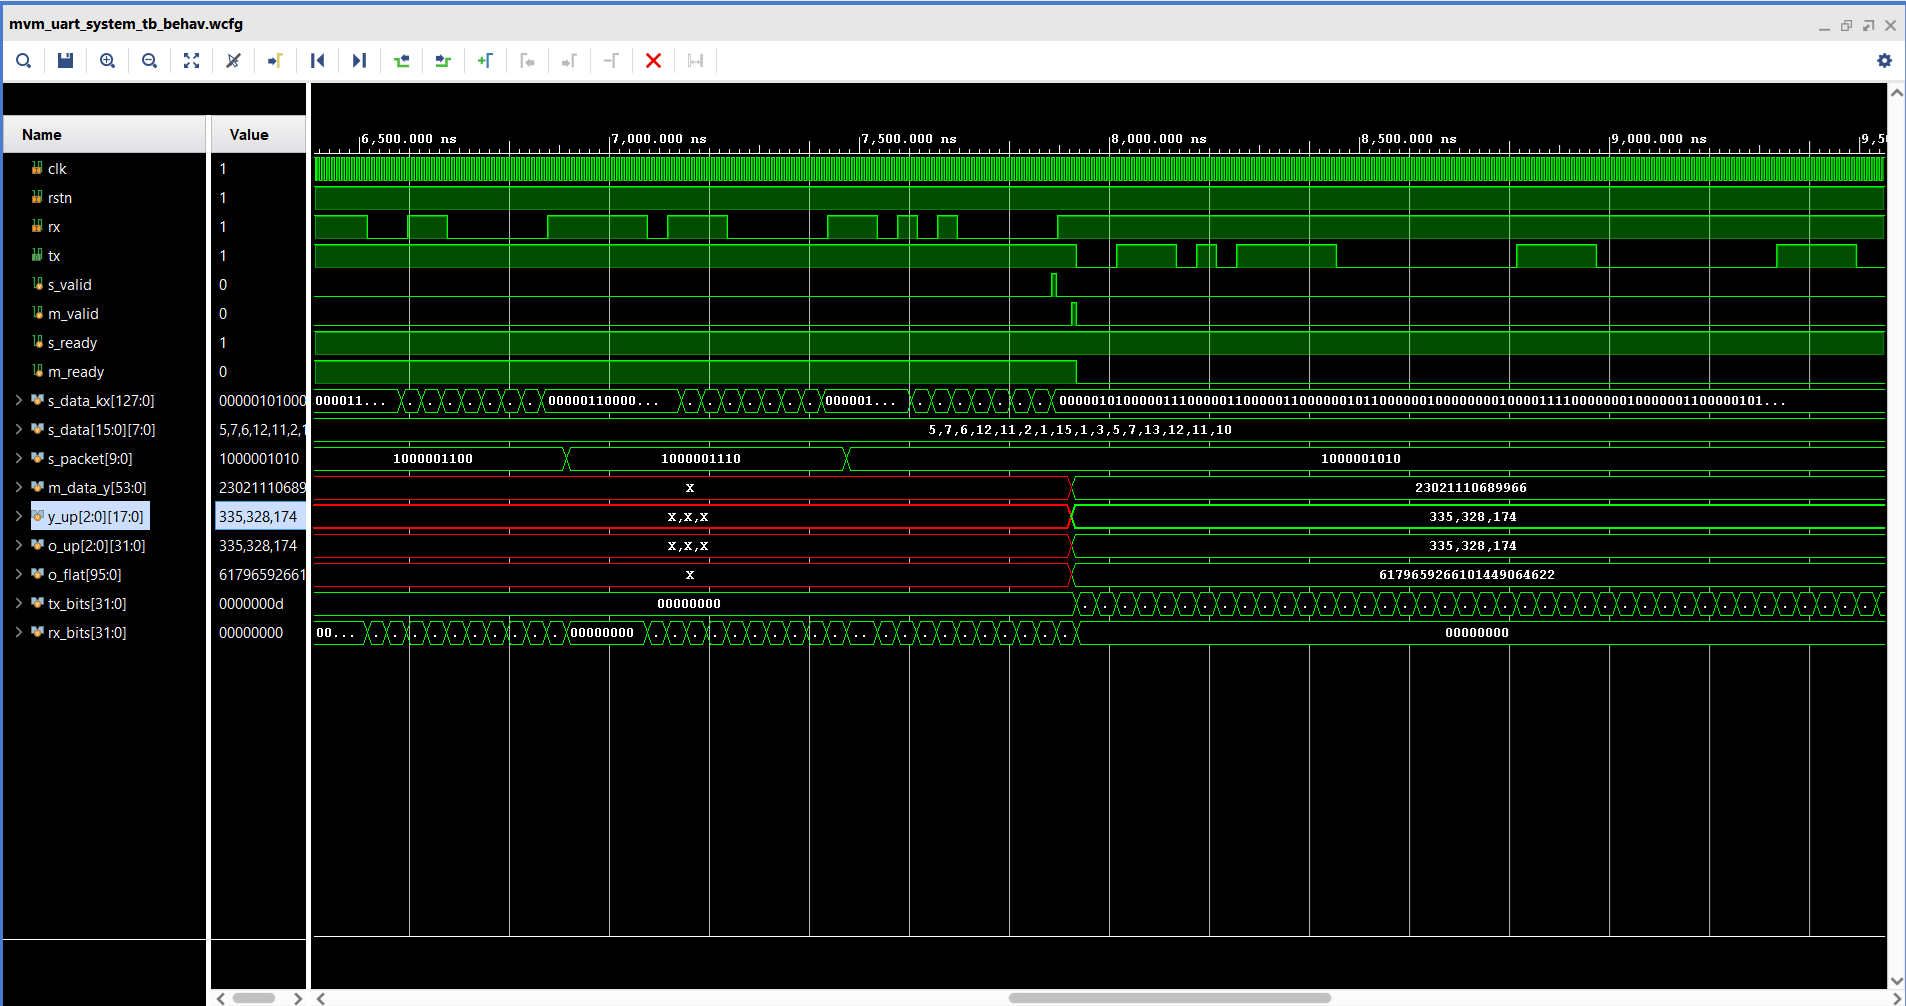 mvm_uart_system_tb_behav.wcfg
Name Value
6,500.000 ns 7,000.000 ns 7,500.000 ns 8,000.000 ns 8,500.000 ns 9,000.000 ns 9,5
clk 1
rstn 1
rx 1
tx 1
s_valid 0
m_valid 0
s_ready 1
m_ready 0
s_data_kx[127:0] 00000101000 000011... 00000110000... 000001...
s_data[15:0][7:0] 5,7,6,12,11,2,1 5,7,6,12,11,2,1,15,1,3,5,7,13,12,11,10
s_packet[9:0] 1000001010 1000001100 1000001110 1000001010
m_data_y[53:0] 23021110689 X 23021110689966
y_up[2:0][17:0] 335,328,174 X,X,X 335,328,174
o_up[2:0][31:0] 335,328,174 X,X,X 335,328,174
o_flat[95:0] 61796592661 X 6179659266101449064622
tx_bits[31:0] 0000000d 00000000
rx_bits[31:0] 00000000 00... 00000000 00000000